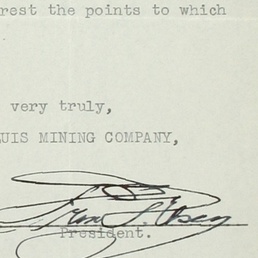 rest the points to which
very truly,
UIS MINING COMPANY,
President.